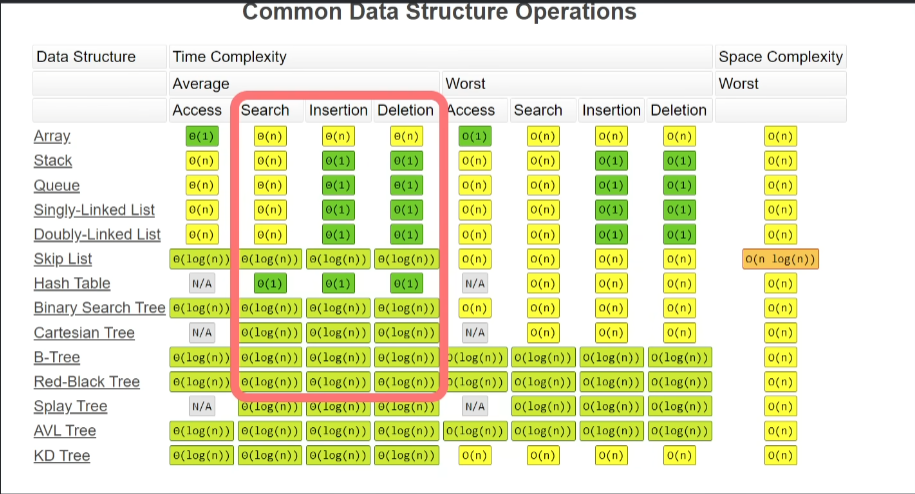 Common Data Structure Operations
Data Structure Time Complexity Space Complexity
Average Worst Worst
Access Search Insertion Deletion Access Search Insertion Deletion
Array Θ(1) Θ(n) Θ(n) Θ(n) O(1) O(n) O(n) O(n) O(n)
Stack Θ(n) Θ(n) Θ(1) Θ(1) O(n) O(n) O(1) O(1) O(n)
Queue Θ(n) Θ(n) Θ(1) Θ(1) O(n) O(n) O(1) O(1) O(n)
Singly-Linked List Θ(n) Θ(n) Θ(1) Θ(1) O(n) O(n) O(1) O(1) O(n)
Doubly-Linked List Θ(n) Θ(n) Θ(1) Θ(1) O(n) O(n) O(1) O(1) O(n)
Skip List Θ(log(n)) Θ(log(n)) Θ(log(n)) Θ(log(n)) O(n) O(n) O(n) O(n) O(n log(n))
Hash Table N/A Θ(1) Θ(1) Θ(1) N/A O(n) O(n) O(n) O(n)
Binary Search Tree Θ(log(n)) Θ(log(n)) Θ(log(n)) Θ(log(n)) O(n) O(n) O(n) O(n) O(n)
Cartesian Tree N/A Θ(log(n)) Θ(log(n)) Θ(log(n)) N/A O(n) O(n) O(n) O(n)
B-Tree Θ(log(n)) Θ(log(n)) Θ(log(n)) Θ(log(n)) O(log(n)) O(log(n)) O(log(n)) O(log(n)) O(n)
Red-Black Tree Θ(log(n)) Θ(log(n)) Θ(log(n)) Θ(log(n)) O(log(n)) O(log(n)) O(log(n)) O(log(n)) O(n)
Splay Tree N/A Θ(log(n)) Θ(log(n)) Θ(log(n)) N/A O(log(n)) O(log(n)) O(log(n)) O(n)
AVL Tree Θ(log(n)) Θ(log(n)) Θ(log(n)) Θ(log(n)) O(log(n)) O(log(n)) O(log(n)) O(log(n)) O(n)
KD Tree Θ(log(n)) Θ(log(n)) Θ(log(n)) Θ(log(n)) O(n) O(n) O(n) O(n) O(n)